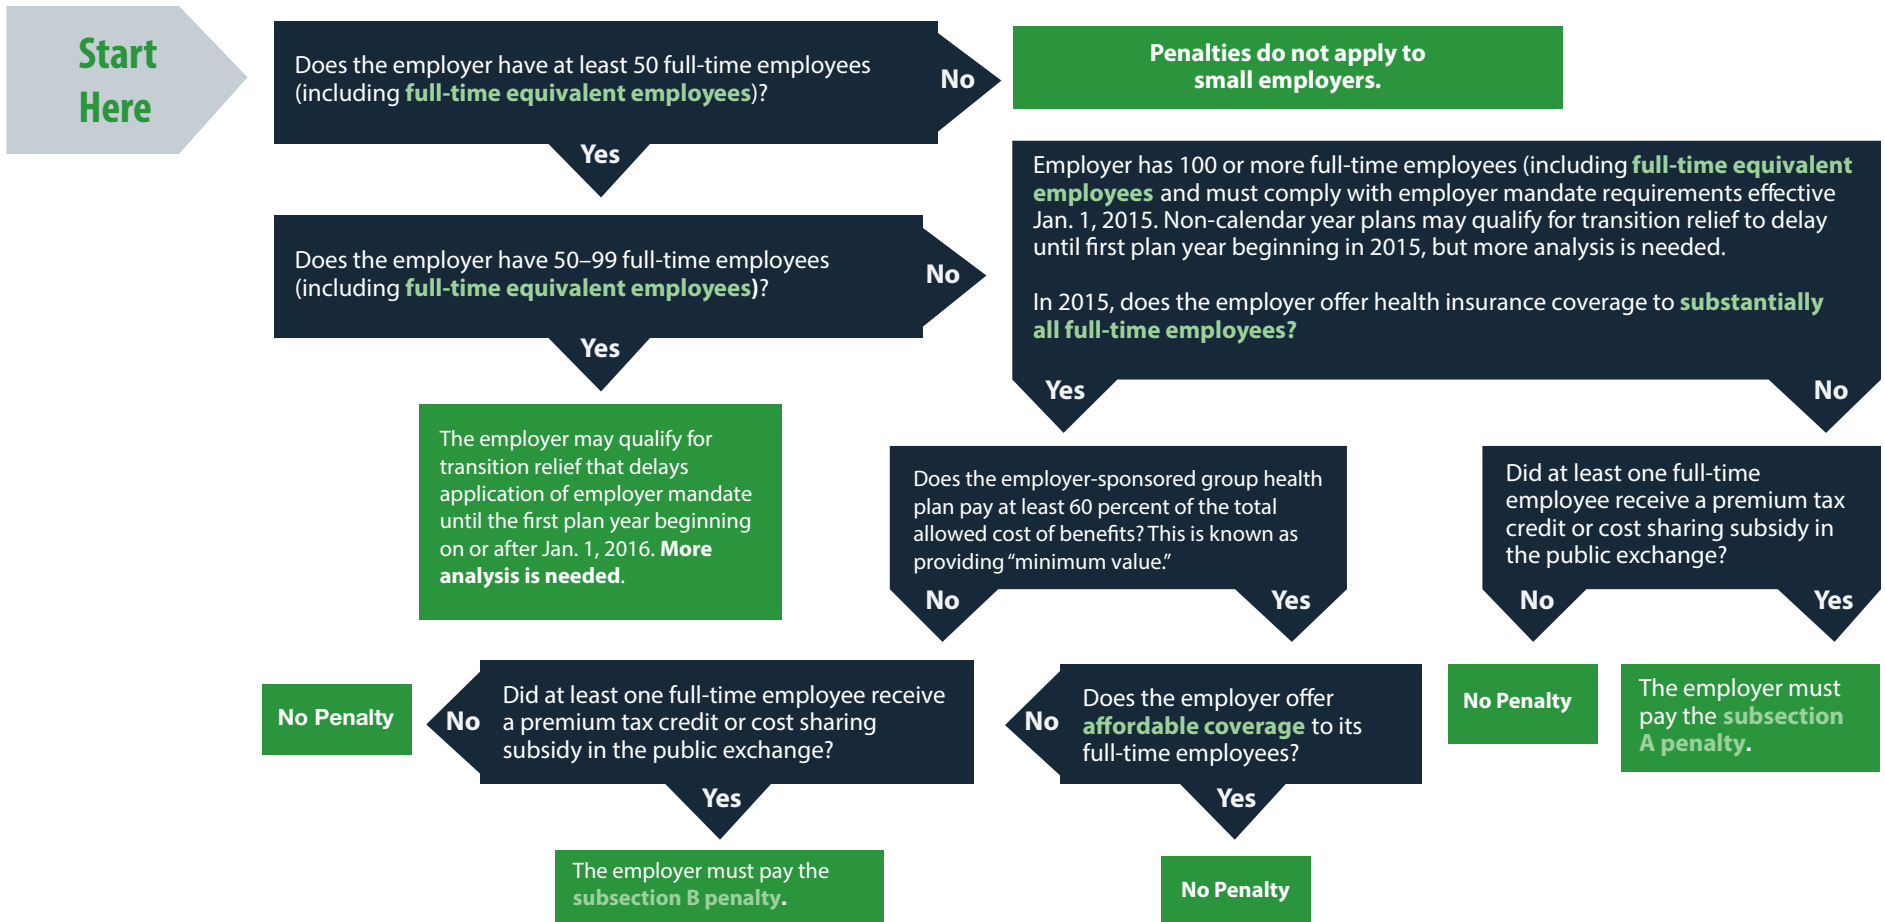 Start
Here
Does the employer have at least 50 full-time employees
(including full-time equivalent employees)?
No
Penalties do not apply to
small employers.
Yes
Does the employer have 50–99 full-time employees
(including full-time equivalent employees)?
No
Employer has 100 or more full-time employees (including full-time equivalent
employees and must comply with employer mandate requirements effective
Jan. 1, 2015. Non-calendar year plans may qualify for transition relief to delay
until first plan year beginning in 2015, but more analysis is needed.
In 2015, does the employer offer health insurance coverage to substantially
all full-time employees?
Yes
Yes
No
The employer may qualify for
transition relief that delays
application of employer mandate
until the first plan year beginning
on or after Jan. 1, 2016. More
analysis is needed.
Does the employer-sponsored group health
plan pay at least 60 percent of the total
allowed cost of benefits? This is known as
providing “minimum value.”
No
Yes
Did at least one full-time
employee receive a premium tax
credit or cost sharing subsidy in
the public exchange?
No
Yes
No Penalty
No
Did at least one full-time employee receive
a premium tax credit or cost sharing
subsidy in the public exchange?
Yes
No
Does the employer offer
affordable coverage to its
full-time employees?
Yes
No Penalty
The employer must
pay the subsection
A penalty.
The employer must pay the
subsection B penalty.
No Penalty